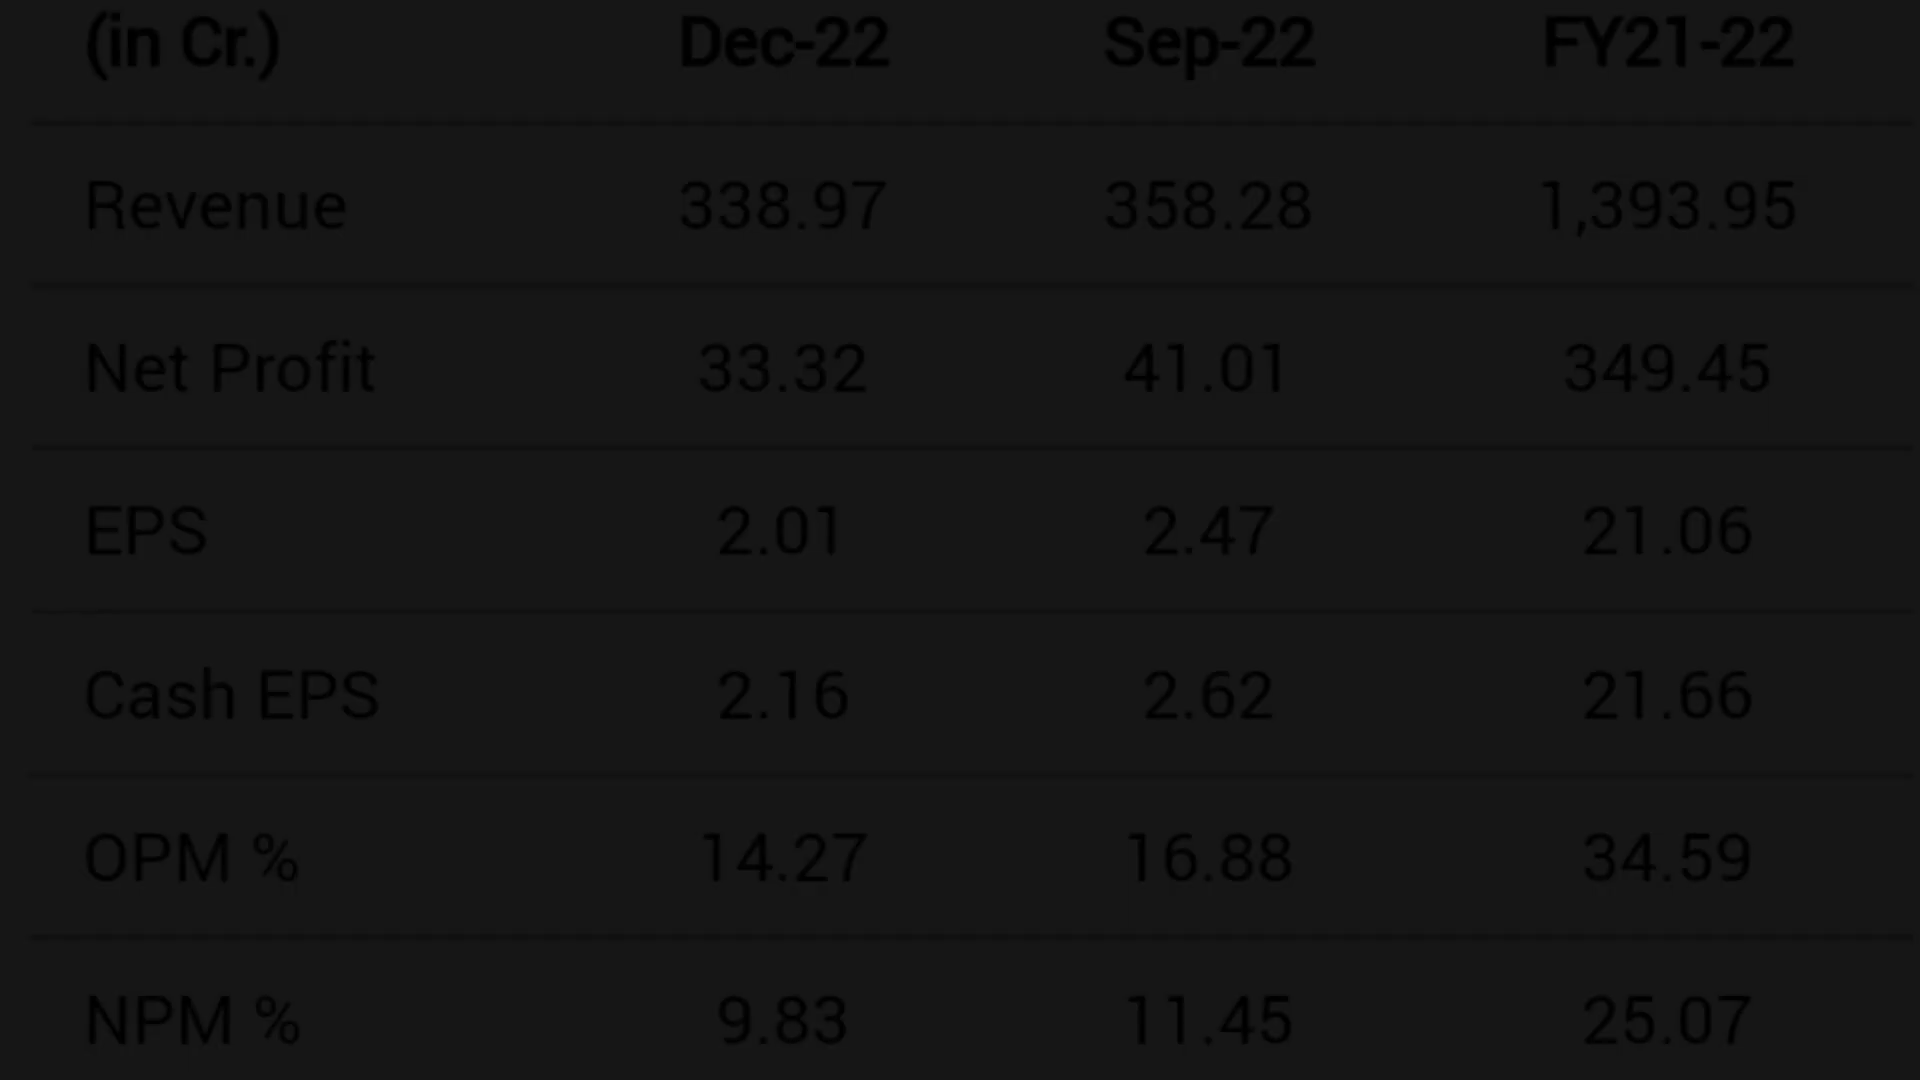 (in Cr.) Dec-22 Sep-22 FY21-22
Revenue 338.97 358.28 1,393.95
Net Profit 33.32 41.01 349.45
EPS 2.01 2.47 21.06
Cash EPS 2.16 2.62 21.66
OPM % 14.27 16.88 34.59
NPM % 9.83 11.45 25.07